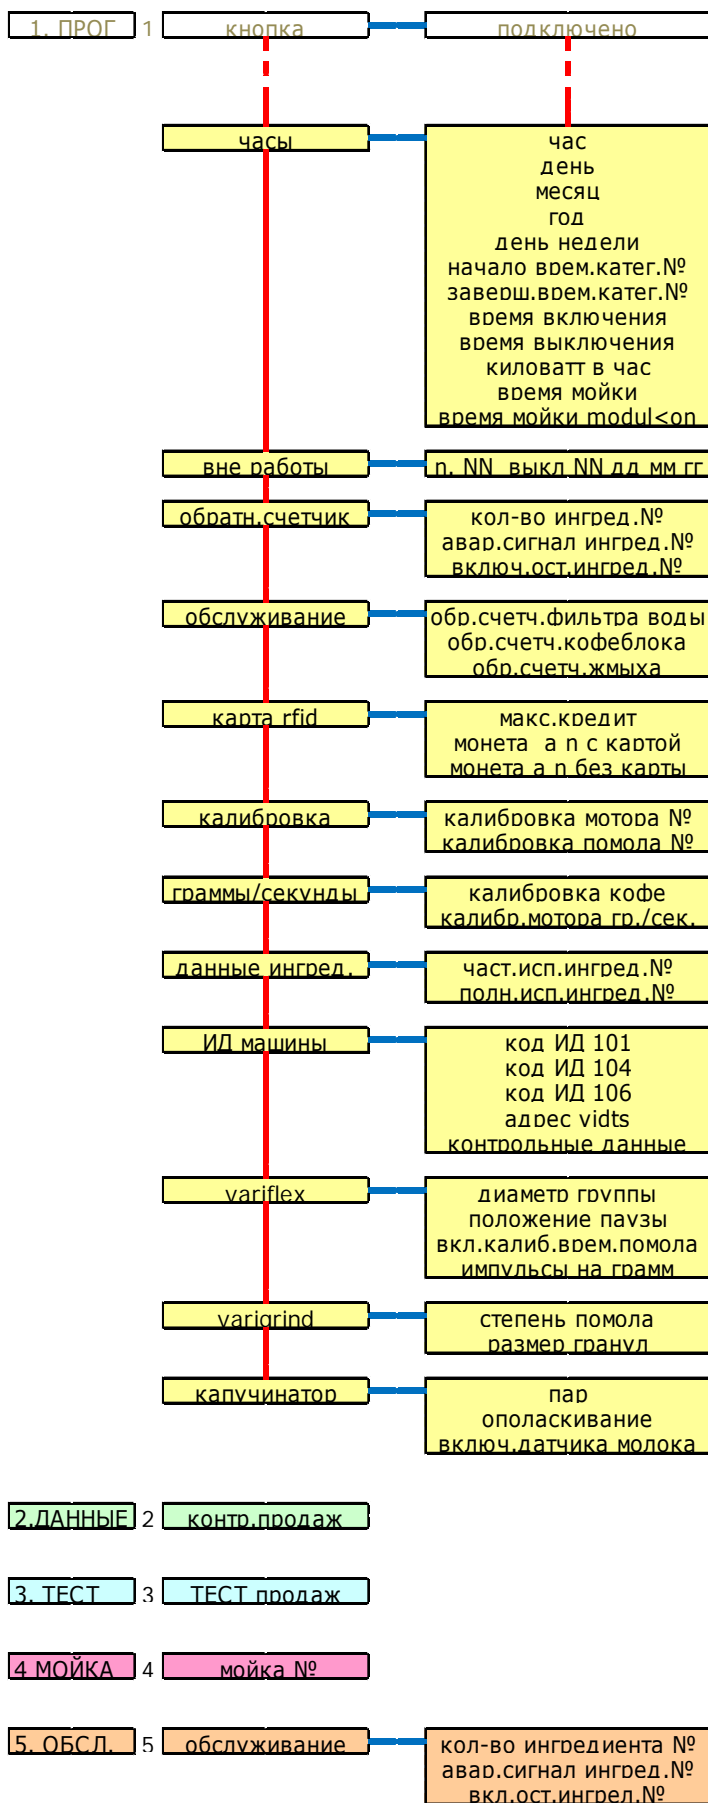 1. ПРОГ 1 кнопка подключено
часы час
день
месяц
год
день недели
начало врем.катег.№
заверш.врем.катег.№
время включения
время выключения
киловатт в час
время мойки
время мойки modul<on
вне работы n. NN выкл NN дд мм гг
обратн.счетчик кол-во ингред.№
авар.сигнал ингред.№
включ.ост.ингред.№
обслуживание обр.счетч.фильтра воды
обр.счетч.кофеблока
обр.счетч.жмыха
карта rfid макс.кредит
монета а n с картой
монета а n без карты
калибровка калибровка мотора №
калибровка помола №
граммы/секунды калибровка кофе
калибр.мотора гр./сек.
данные ингред. част.исп.ингред.№
полн.исп.ингред.№
ИД машины код ИД 101
код ИД 104
код ИД 106
адрес vidts
контрольные данные
variflex диаметр группы
положение паузы
вкл.калиб.врем.помола
импульсы на грамм
varigrind степень помола
размер гранул
капучинатор пар
ополаскивание
включ.датчика молока
2.ДАННЫЕ 2 контр.продаж
3. ТЕСТ 3 ТЕСТ продаж
4 МОЙКА 4 мойка №
5. ОБСЛ. 5 обслуживание кол-во ингредиента №
авар.сигнал ингред.№
вкл.ост.ингред.№